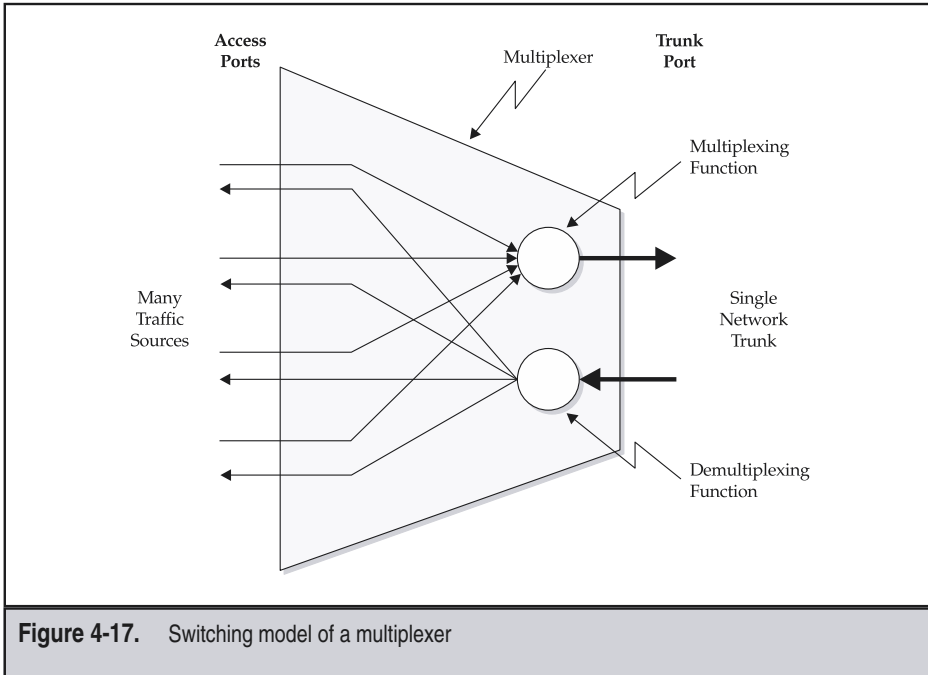 Access
Ports
Multiplexer
Trunk
Port
Multiplexing
Function
Many
Traffic
Sources
Single
Network
Trunk
Demultiplexing
Function
Figure 4-17. Switching model of a multiplexer